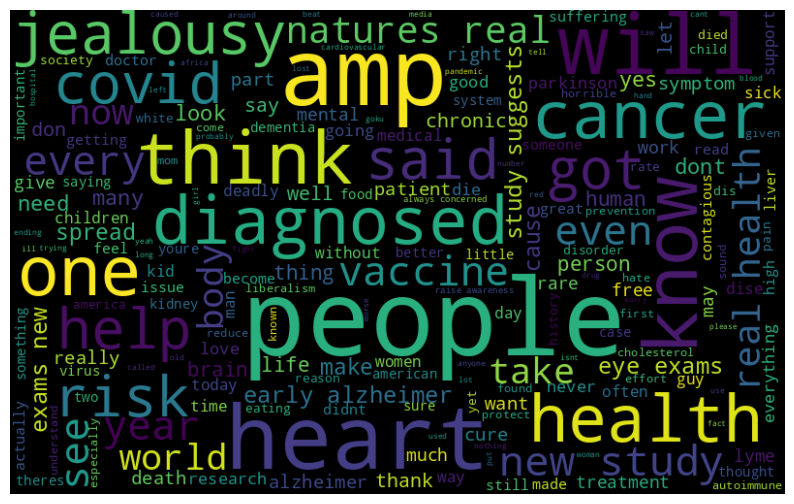 jealousy natures real will
covid amp cancer
now think said got
every diagnosed even know
one vaccine real health
help people take
risk heart health
see year world new study
caused around beat media cant saw
cardiovascular suffering let support
society doctor africa right died child
important hospital part lost pandemic tell blood
look left good parkinson yes symptom
white system horrible hand sick
don say mental chronic study suggests
getting come dementia going medical someone work read given
probably goku number rate dont
many mom deadly patient die human contagious dis
give saying well food great prevention liver
need children girl always concerned cause red
spread feel body youre without better little disorder person high pain
ending yeah kid become thing rare hate drug sound
ill trying long issue liberalism raise awareness history free may disease
america kidney man day case first please
something reduce known worse isnt cholesterol
really love life make women eye exams everything
exams new virus brain reason american never found effort guy
actually called old today early alzheimer anyone lot use
two time eating sure yet want often protect fact
understand didnt cure used nothing woman
theres especially much put still made lyme
death research alzheimer thank way treatment thought autoimmune